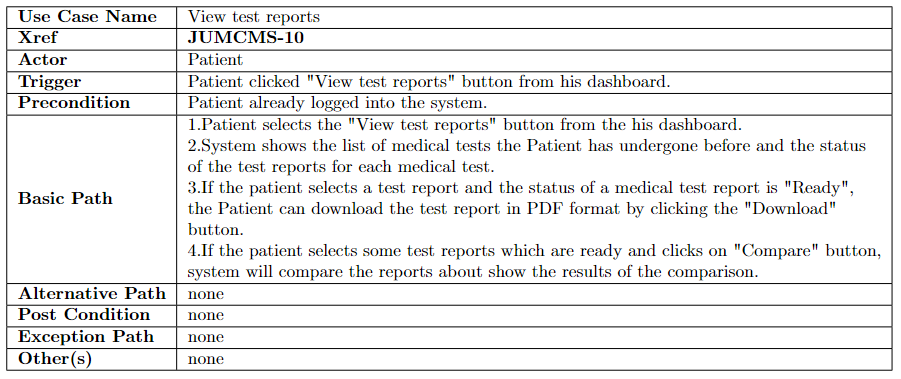 Use Case Name View test reports
Xref JUMCMS-10
Actor Patient
Trigger Patient clicked "View test reports" button from his dashboard.
Precondition Patient already logged into the system.
Basic Path
1.Patient selects the "View test reports" button from the his dashboard.
2.System shows the list of medical tests the Patient has undergone before and the status
of the test reports for each medical test.
3.If the patient selects a test report and the status of a medical test report is "Ready",
the Patient can download the test report in PDF format by clicking the "Download"
button.
4.If the patient selects some test reports which are ready and clicks on "Compare" button,
system will compare the reports about show the results of the comparison.
Alternative Path none
Post Condition none
Exception Path none
Other(s) none